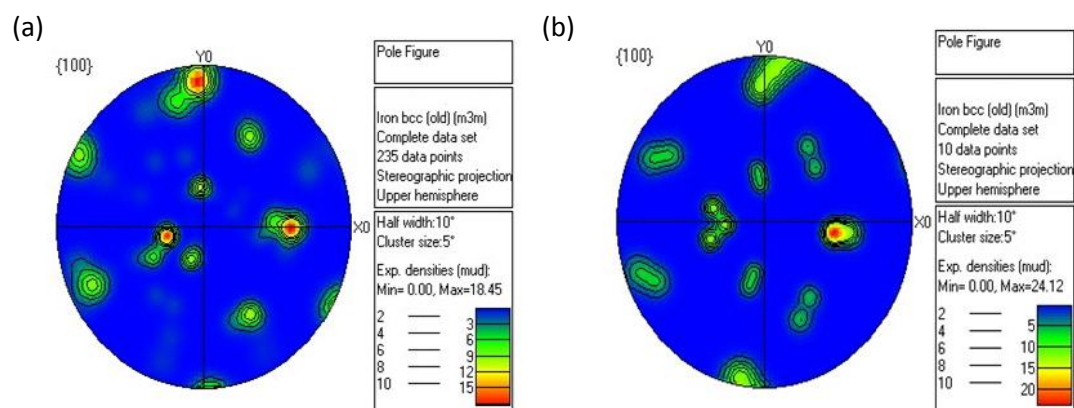 (a)
{100}
Y0
X0
Pole Figure
Iron bcc (old) (m3m)
Complete data set
235 data points
Stereographic projection
Upper hemisphere
Half width:10°
Cluster size:5°
Exp. densities (mud):
Min= 0.00, Max=18.45
2
4
6
8
10
3
6
9
12
15
(b)
{100}
Y0
X0
Pole Figure
Iron bcc (old) (m3m)
Complete data set
10 data points
Stereographic projection
Upper hemisphere
Half width:10°
Cluster size:5°
Exp. densities (mud):
Min= 0.00, Max=24.12
2
4
6
8
10
5
10
15
20